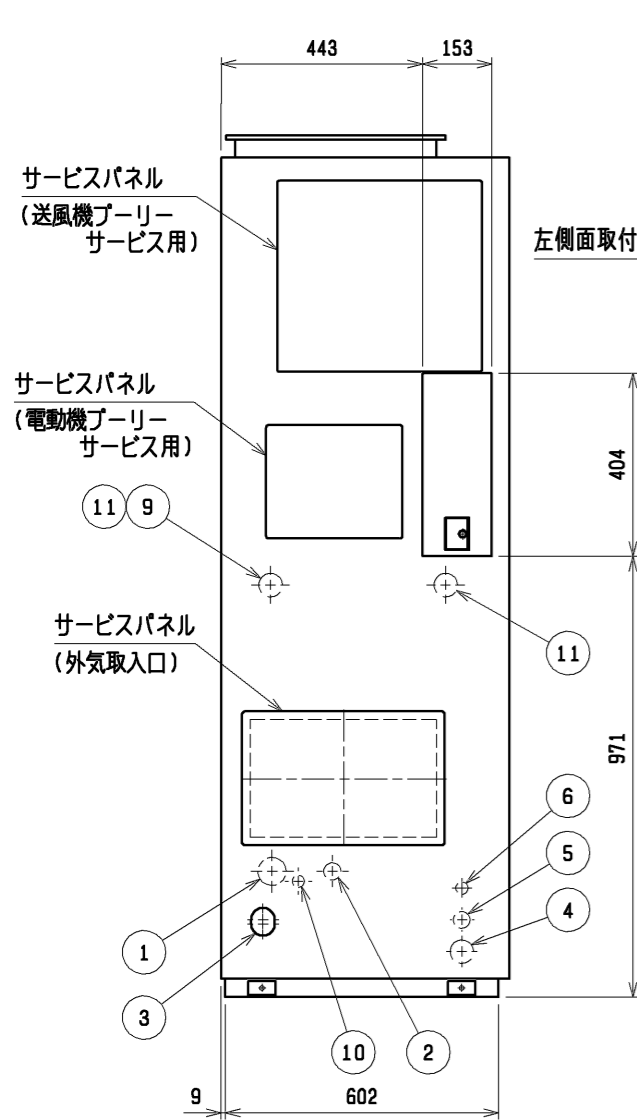 443
153
サービスパネル
(送風機プーリー
サービス用)
左側面取付
サービスパネル
(電動機プーリー
サービス用)
404
11
9
サービスパネル
(外気取入口)
11
971
6
5
4
1
3
10
2
9
602